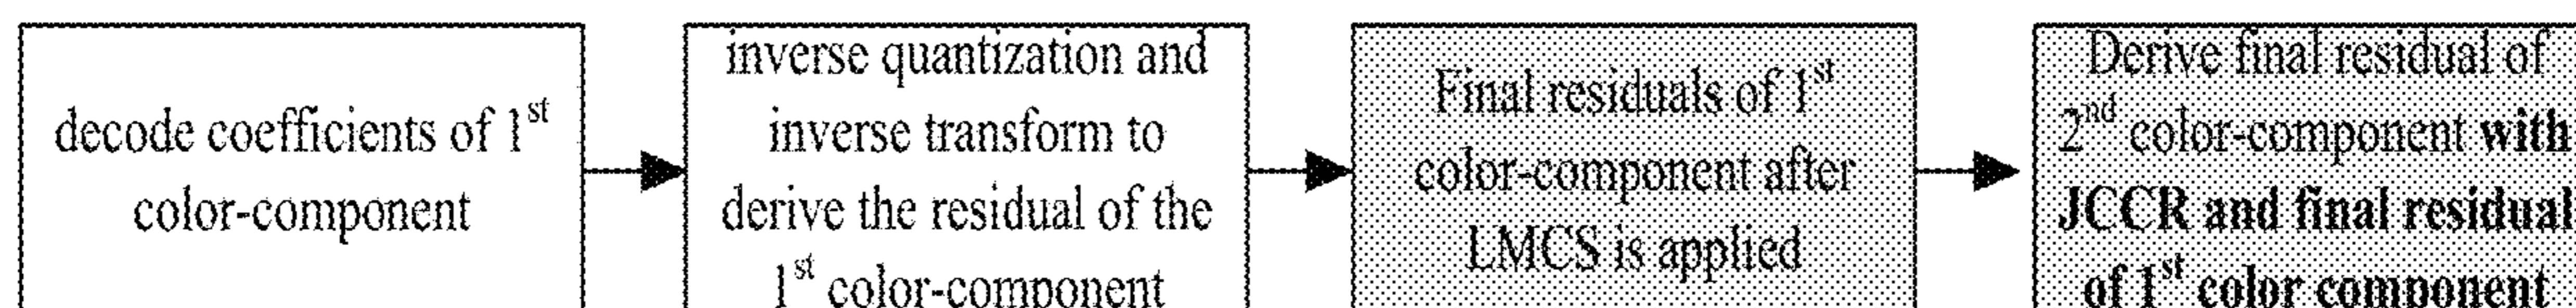 decode coefficients of 1st
color-component
inverse quantization and
inverse transform to
derive the residual of the
1st color-component
Final residuals of 1st
color-component after
LMCS is applied
Derive final residual of
2nd color-component with
JCCR and final residual
of 1st color component